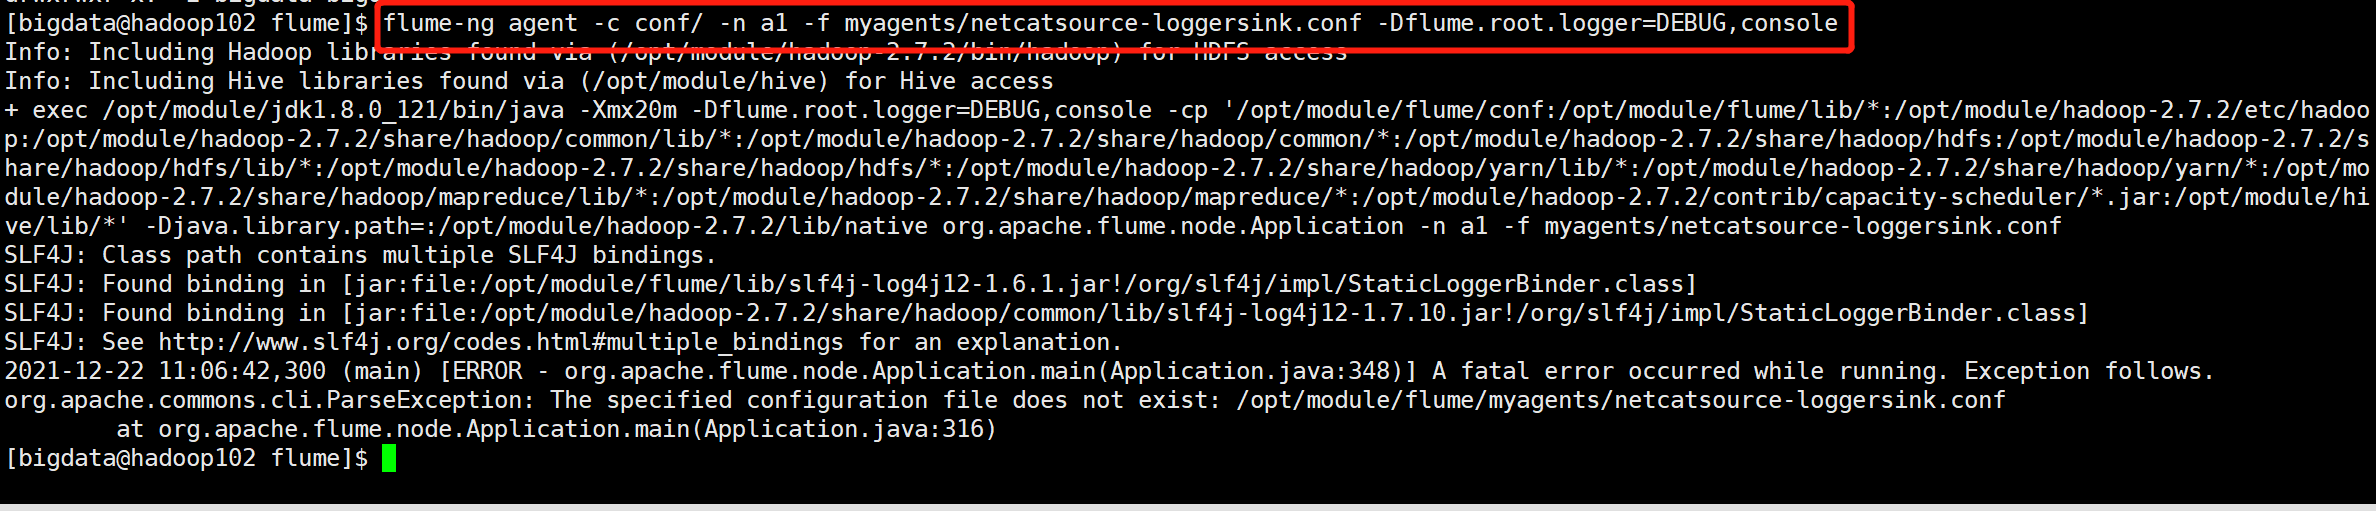 [bigdata@hadoop102 flume]$ flume-ng agent -c conf/ -n a1 -f myagents/netcatsource-loggersink.conf -Dflume.root.logger=DEBUG,console
Info: Including Hadoop libraries found via (/opt/module/hadoop-2.7.2/bin/hadoop) for HDFS access
Info: Including Hive libraries found via (/opt/module/hive) for Hive access
+ exec /opt/module/jdk1.8.0_121/bin/java -Xmx20m -Dflume.root.logger=DEBUG,console -cp '/opt/module/flume/conf:/opt/module/flume/lib/*:/opt/module/hadoop-2.7.2/etc/hadoo
p:/opt/module/hadoop-2.7.2/share/hadoop/common/lib/*:/opt/module/hadoop-2.7.2/share/hadoop/common/*:/opt/module/hadoop-2.7.2/share/hadoop/hdfs:/opt/module/hadoop-2.7.2/s
hare/hadoop/hdfs/lib/*:/opt/module/hadoop-2.7.2/share/hadoop/hdfs/*:/opt/module/hadoop-2.7.2/share/hadoop/yarn/lib/*:/opt/module/hadoop-2.7.2/share/hadoop/yarn/*:/opt/mo
dule/hadoop-2.7.2/share/hadoop/mapreduce/lib/*:/opt/module/hadoop-2.7.2/share/hadoop/mapreduce/*:/opt/module/hadoop-2.7.2/contrib/capacity-scheduler/*.jar:/opt/module/hi
ve/lib/*' -Djava.library.path=:/opt/module/hadoop-2.7.2/lib/native org.apache.flume.node.Application -n a1 -f myagents/netcatsource-loggersink.conf
SLF4J: Class path contains multiple SLF4J bindings.
SLF4J: Found binding in [jar:file:/opt/module/flume/lib/slf4j-log4j12-1.6.1.jar!/org/slf4j/impl/StaticLoggerBinder.class]
SLF4J: Found binding in [jar:file:/opt/module/hadoop-2.7.2/share/hadoop/common/lib/slf4j-log4j12-1.7.10.jar!/org/slf4j/impl/StaticLoggerBinder.class]
SLF4J: See http://www.slf4j.org/codes.html#multiple_bindings for an explanation.
2021-12-22 11:06:42,300 (main) [ERROR - org.apache.flume.node.Application.main(Application.java:348)] A fatal error occurred while running. Exception follows.
org.apache.commons.cli.ParseException: The specified configuration file does not exist: /opt/module/flume/myagents/netcatsource-loggersink.conf
at org.apache.flume.node.Application.main(Application.java:316)
[bigdata@hadoop102 flume]$